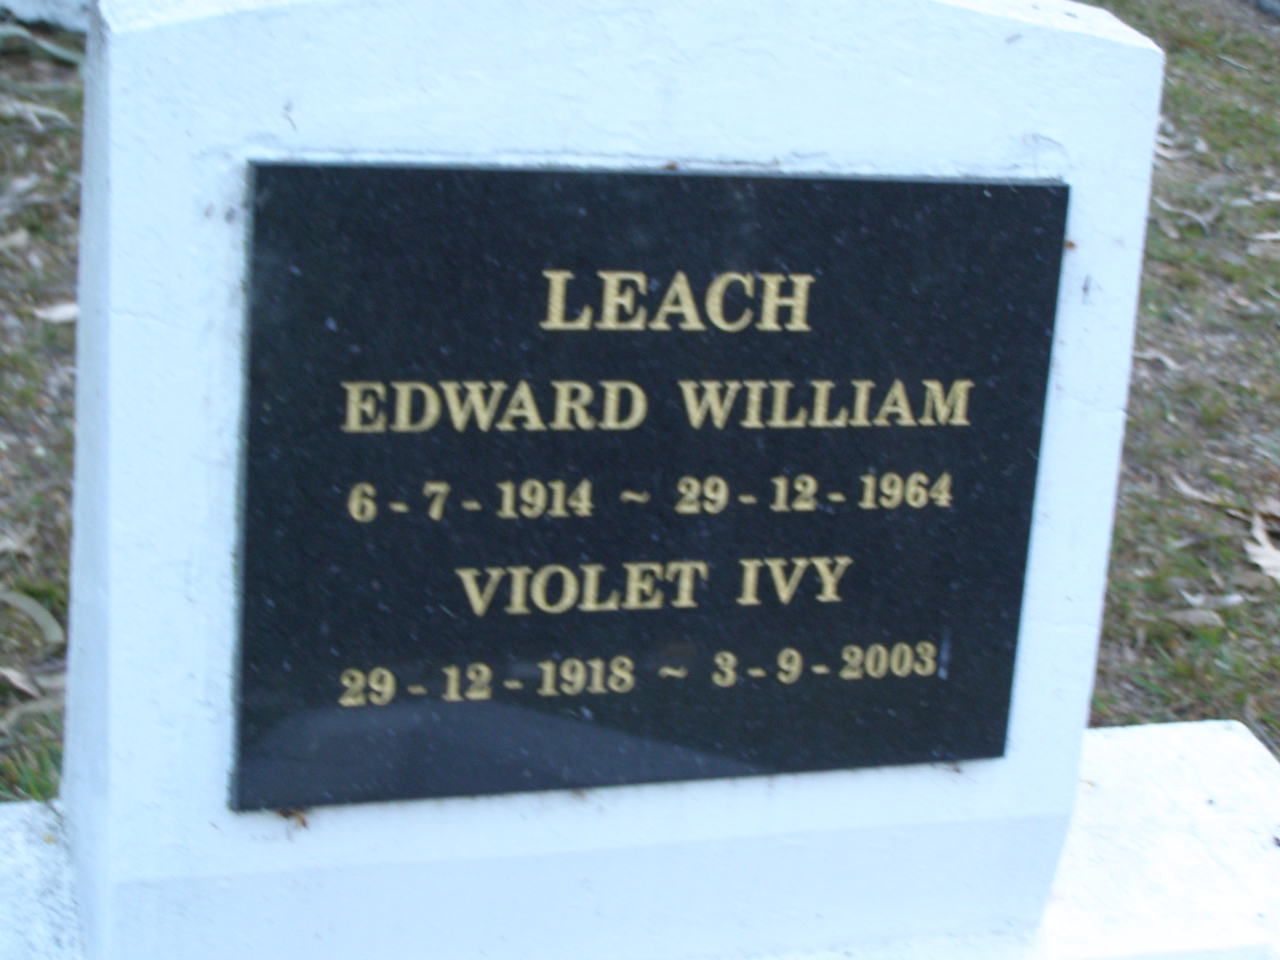 LEACH
EDWARD WILLIAM
6 - 7 - 1914 ~ 29 - 12 - 1964
VIOLET IVY
29 - 12 - 1918 ~ 3 - 9 - 2003